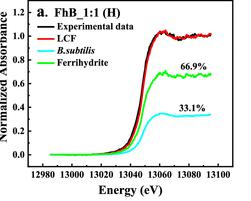 a. FhB_1:1 (H)
Experimental data
LCF
B.subtilis
Ferrihydrite
66.9%
33.1%
Normalized Absorbance
1.2
1.0
0.8
0.6
0.4
0.2
0.0
12980 13000 13020 13040 13060 13080 13100
Energy (eV)